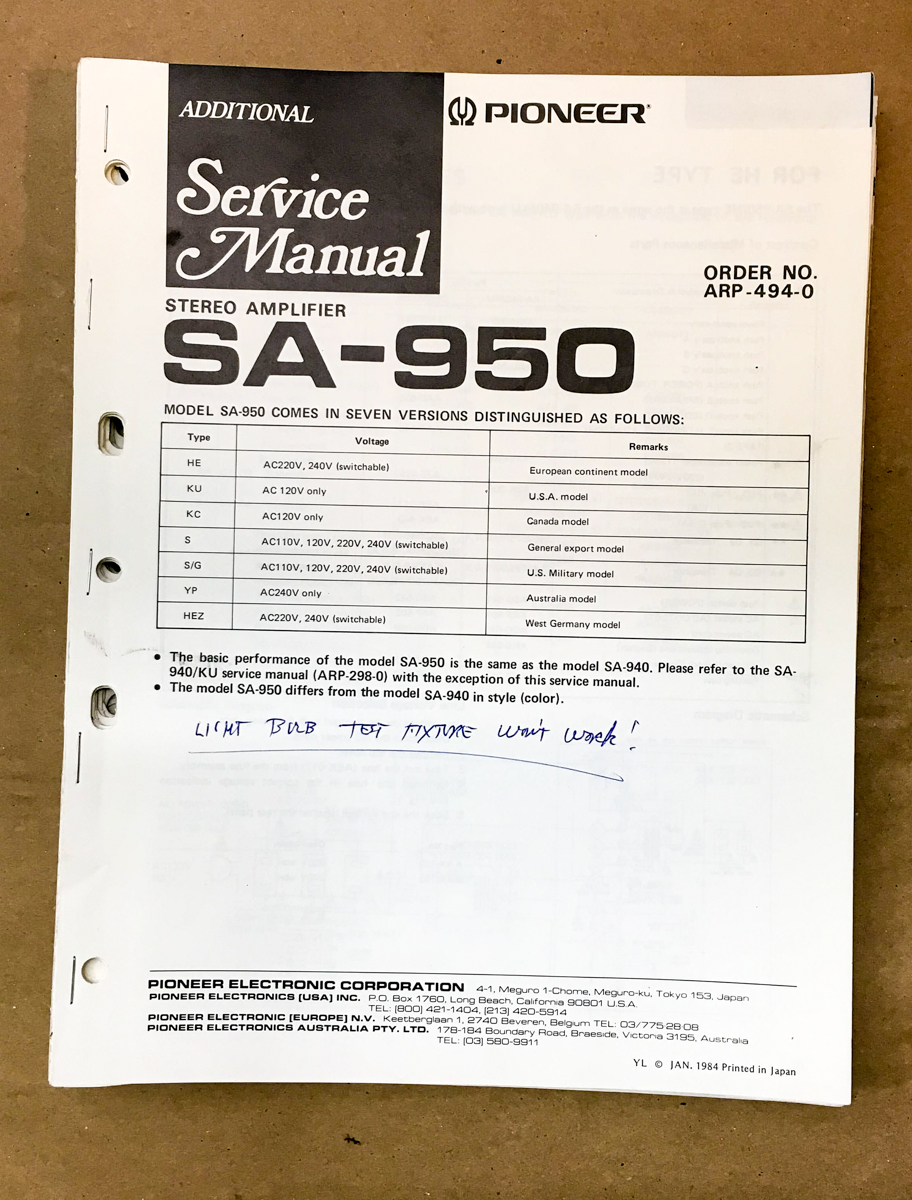 ADDITIONAL
Service
Manual
PIONEER®
ORDER NO.
ARP-494-0
STEREO AMPLIFIER
SA-950
MODEL SA-950 COMES IN SEVEN VERSIONS DISTINGUISHED AS FOLLOWS:
Type Voltage Remarks
HE AC220V, 240V (switchable) European continent model
KU AC 120V only U.S.A. model
KC AC120V only Canada model
S AC110V, 120V, 220V, 240V (switchable) General export model
S/G AC110V, 120V, 220V, 240V (switchable) U.S. Military model
YP AC240V only Australia model
HEZ AC220V, 240V (switchable) West Germany model
• The basic performance of the model SA-950 is the same as the model SA-940. Please refer to the SA-
940/KU service manual (ARP-298-0) with the exception of this service manual.
• The model SA-950 differs from the model SA-940 in style (color).
LIGHT BULB TEST FIXTURE won't work!
PIONEER ELECTRONIC CORPORATION 4-1, Meguro 1-Chome, Meguro-ku, Tokyo 153, Japan
PIONEER ELECTRONICS [USA] INC. P.O. Box 1760, Long Beach, California 90801 U.S.A.
TEL: [800] 421-1404, [213] 420-5914
PIONEER ELECTRONIC [EUROPE] N.V. Keetberglaan 1, 2740 Beveren, Belgium TEL: 03/775·28·08
PIONEER ELECTRONICS AUSTRALIA PTY. LTD. 178-184 Boundary Road, Braeside, Victoria 3195, Australia
TEL: [03] 580-9911
YL © JAN. 1984 Printed in Japan